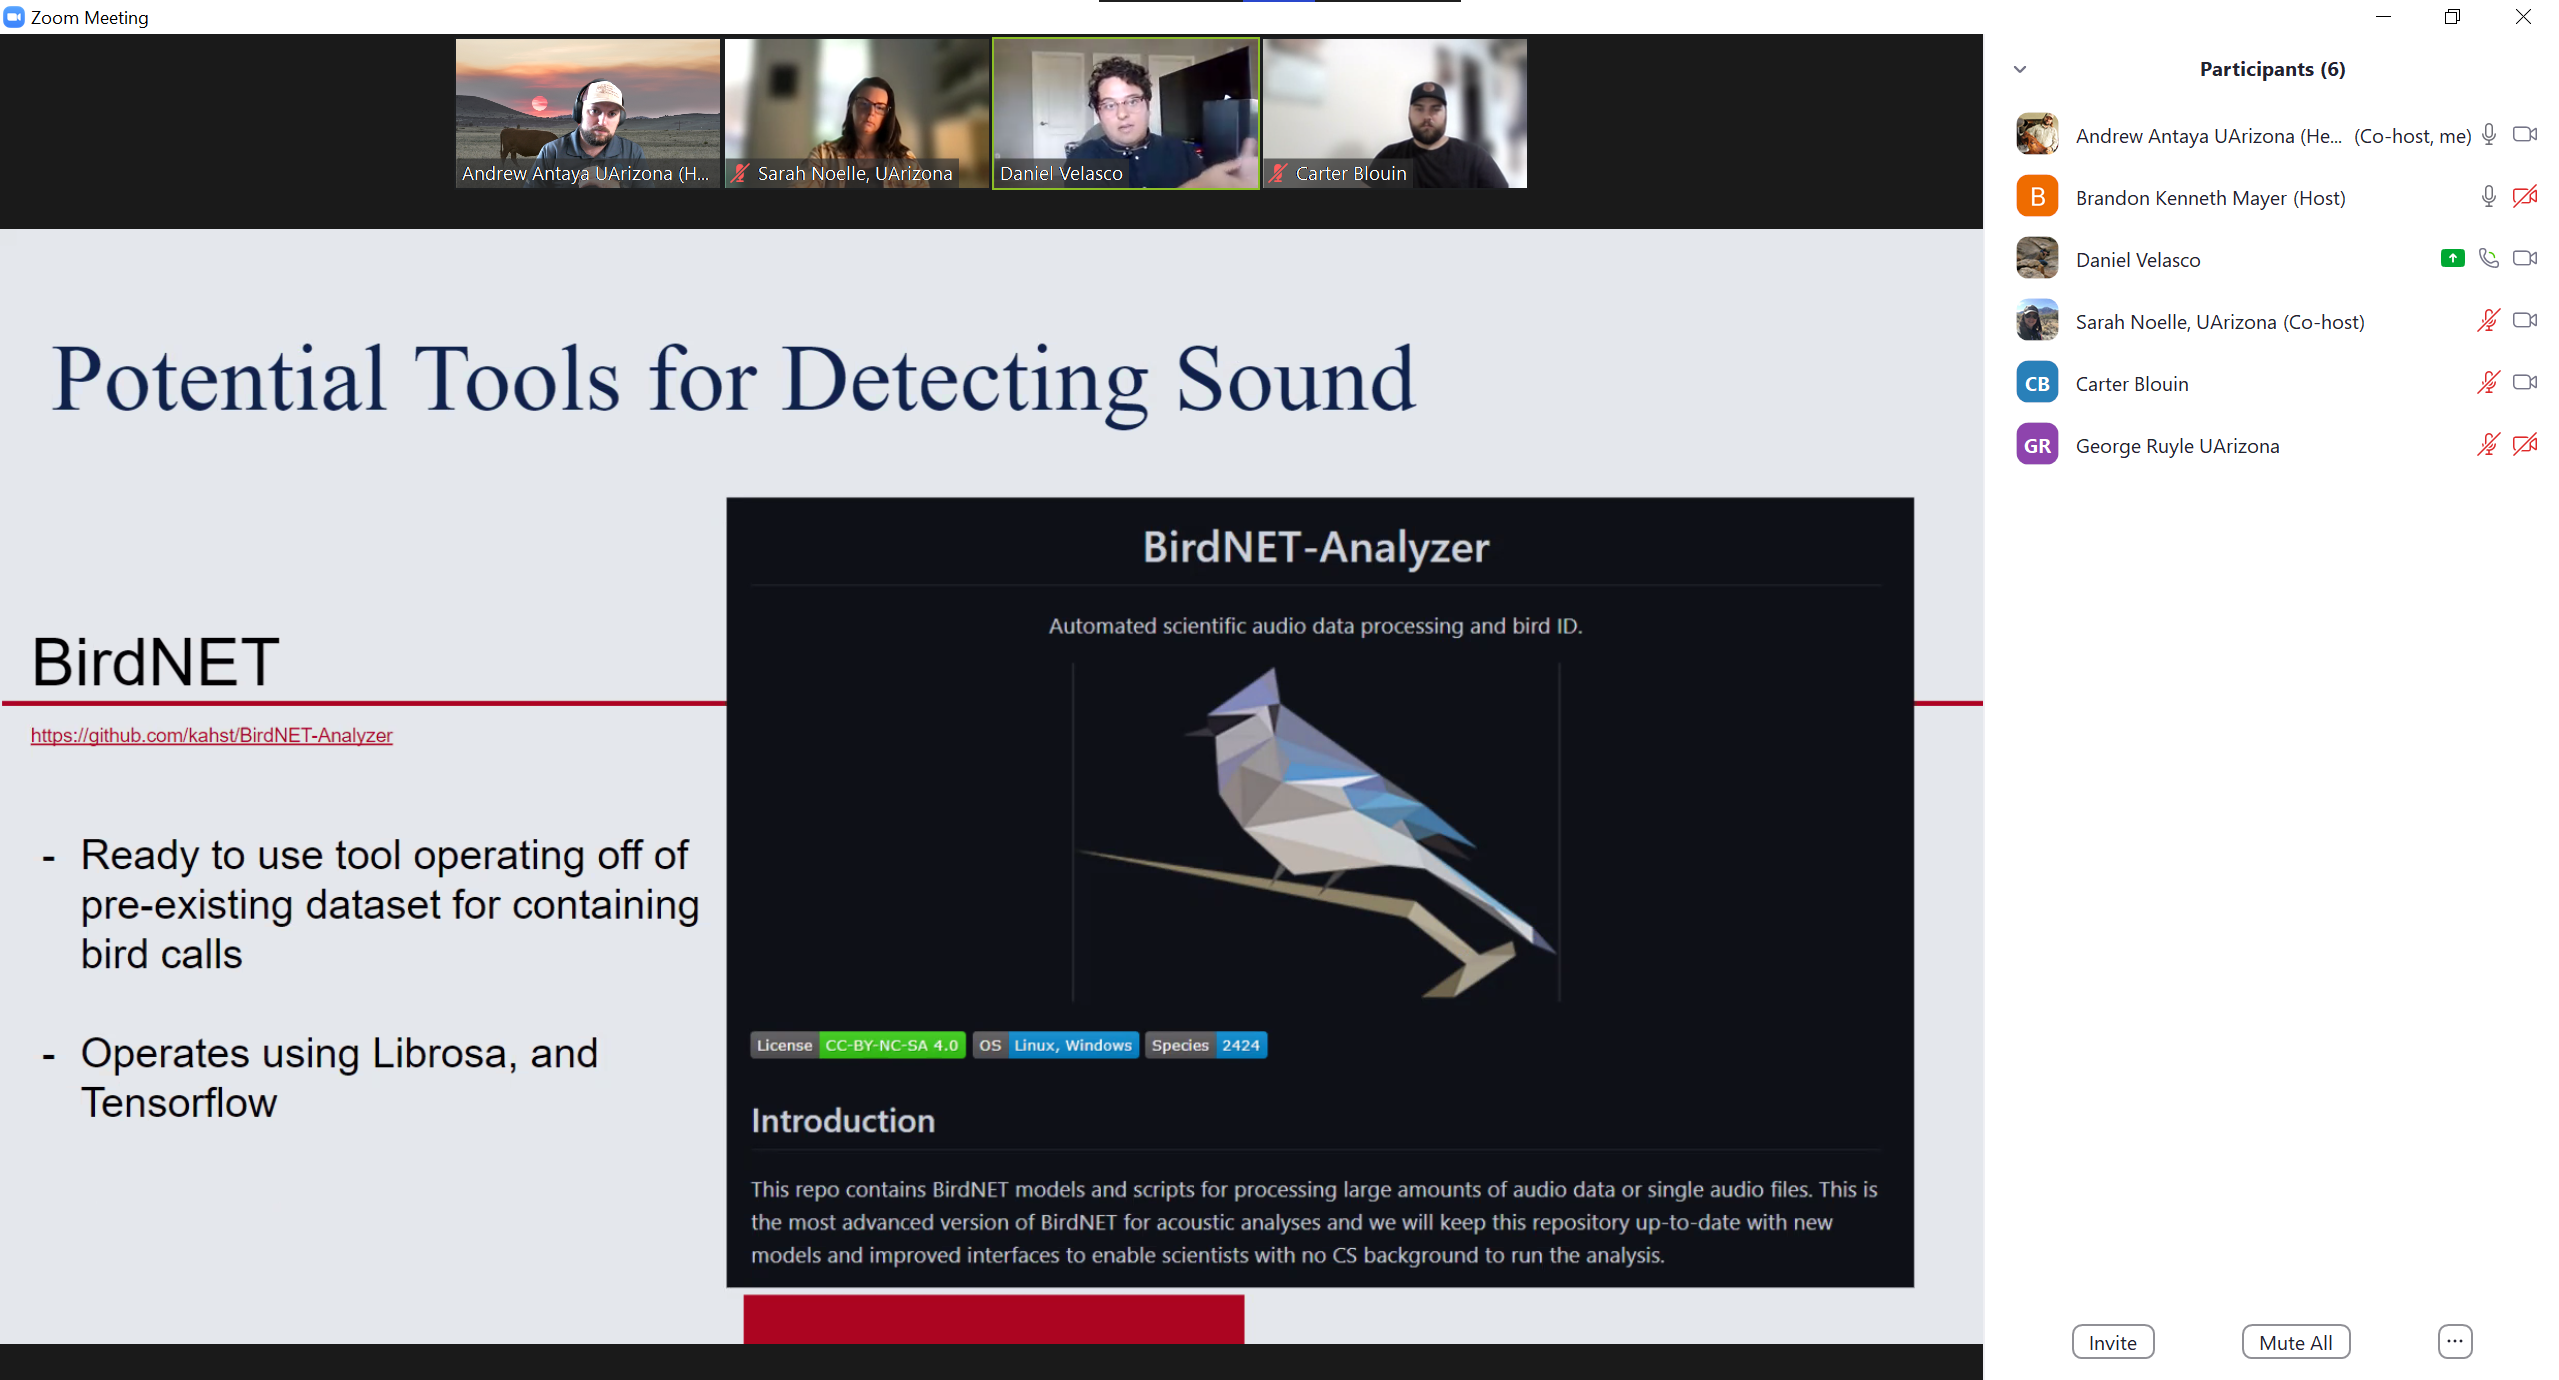 Zoom Meeting
Andrew Antaya UArizona (H...
Sarah Noelle, UArizona
Daniel Velasco
Carter Blouin
Potential Tools for Detecting Sound
BirdNET
https://github.com/kahst/BirdNET-Analyzer
- Ready to use tool operating off of
pre-existing dataset for containing
bird calls
- Operates using Librosa, and
Tensorflow
BirdNET-Analyzer
Automated scientific audio data processing and bird ID.
License CC-BY-NC-SA 4.0 OS Linux, Windows Species 2424
Introduction
This repo contains BirdNET models and scripts for processing large amounts of audio data or single audio files. This is
the most advanced version of BirdNET for acoustic analyses and we will keep this repository up-to-date with new
models and improved interfaces to enable scientists with no CS background to run the analysis.
Participants (6)
Andrew Antaya UArizona (He... (Co-host, me)
B Brandon Kenneth Mayer (Host)
Daniel Velasco
Sarah Noelle, UArizona (Co-host)
CB Carter Blouin
GR George Ruyle UArizona
Invite Mute All ...